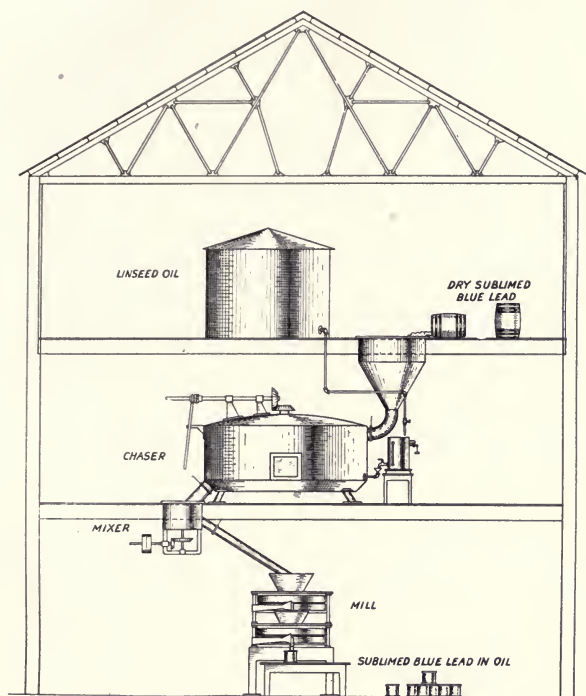 LINSEED OIL
DRY SUBLIMED
BLUE LEAD
CHASER
MIXER
MILL
SUBLIMED BLUE LEAD IN OIL